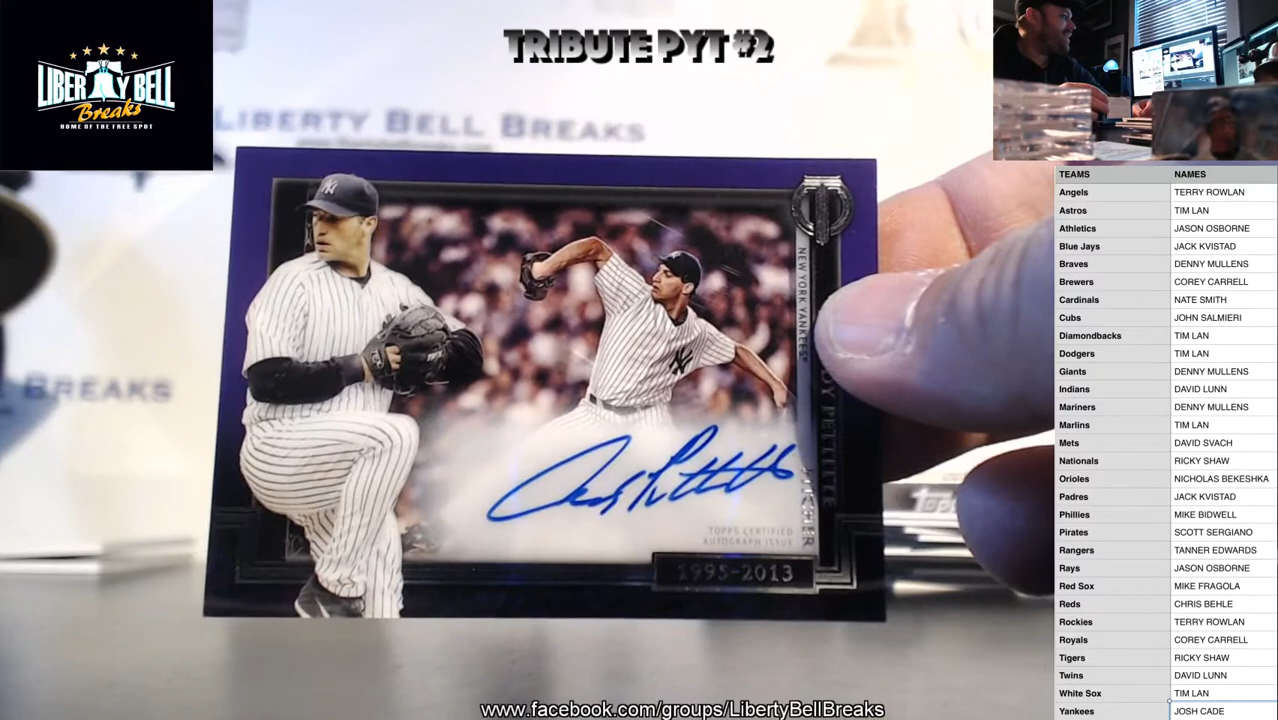 LIBERTY BELL
Breaks
HOME OF THE FREE SPOT
TRIBUTE PYT #2
LIBERTY BELL BREAKS
BREAKS
NY
NY
NEW YORK YANKEES
PETTITTE
Andy Pettitte
TOPPS CERTIFIED
AUTOGRAPH ISSUE
1995-2013
Topps
TEAMS NAMES
Angels TERRY ROWLAN
Astros TIM LAN
Athletics JASON OSBORNE
Blue Jays JACK KVISTAD
Braves DENNY MULLENS
Brewers COREY CARRELL
Cardinals NATE SMITH
Cubs JOHN SALMIERI
Diamondbacks TIM LAN
Dodgers TIM LAN
Giants DENNY MULLENS
Indians DAVID LUNN
Mariners DENNY MULLENS
Marlins TIM LAN
Mets DAVID SVACH
Nationals RICKY SHAW
Orioles NICHOLAS BEKESHKA
Padres JACK KVISTAD
Phillies MIKE BIDWELL
Pirates SCOTT SERGIANO
Rangers TANNER EDWARDS
Rays JASON OSBORNE
Red Sox MIKE FRAGOLA
Reds CHRIS BEHLE
Rockies TERRY ROWLAN
Royals COREY CARRELL
Tigers RICKY SHAW
Twins DAVID LUNN
White Sox TIM LAN
Yankees JOSH CADE
www.facebook.com/groups/LibertyBellBreaks